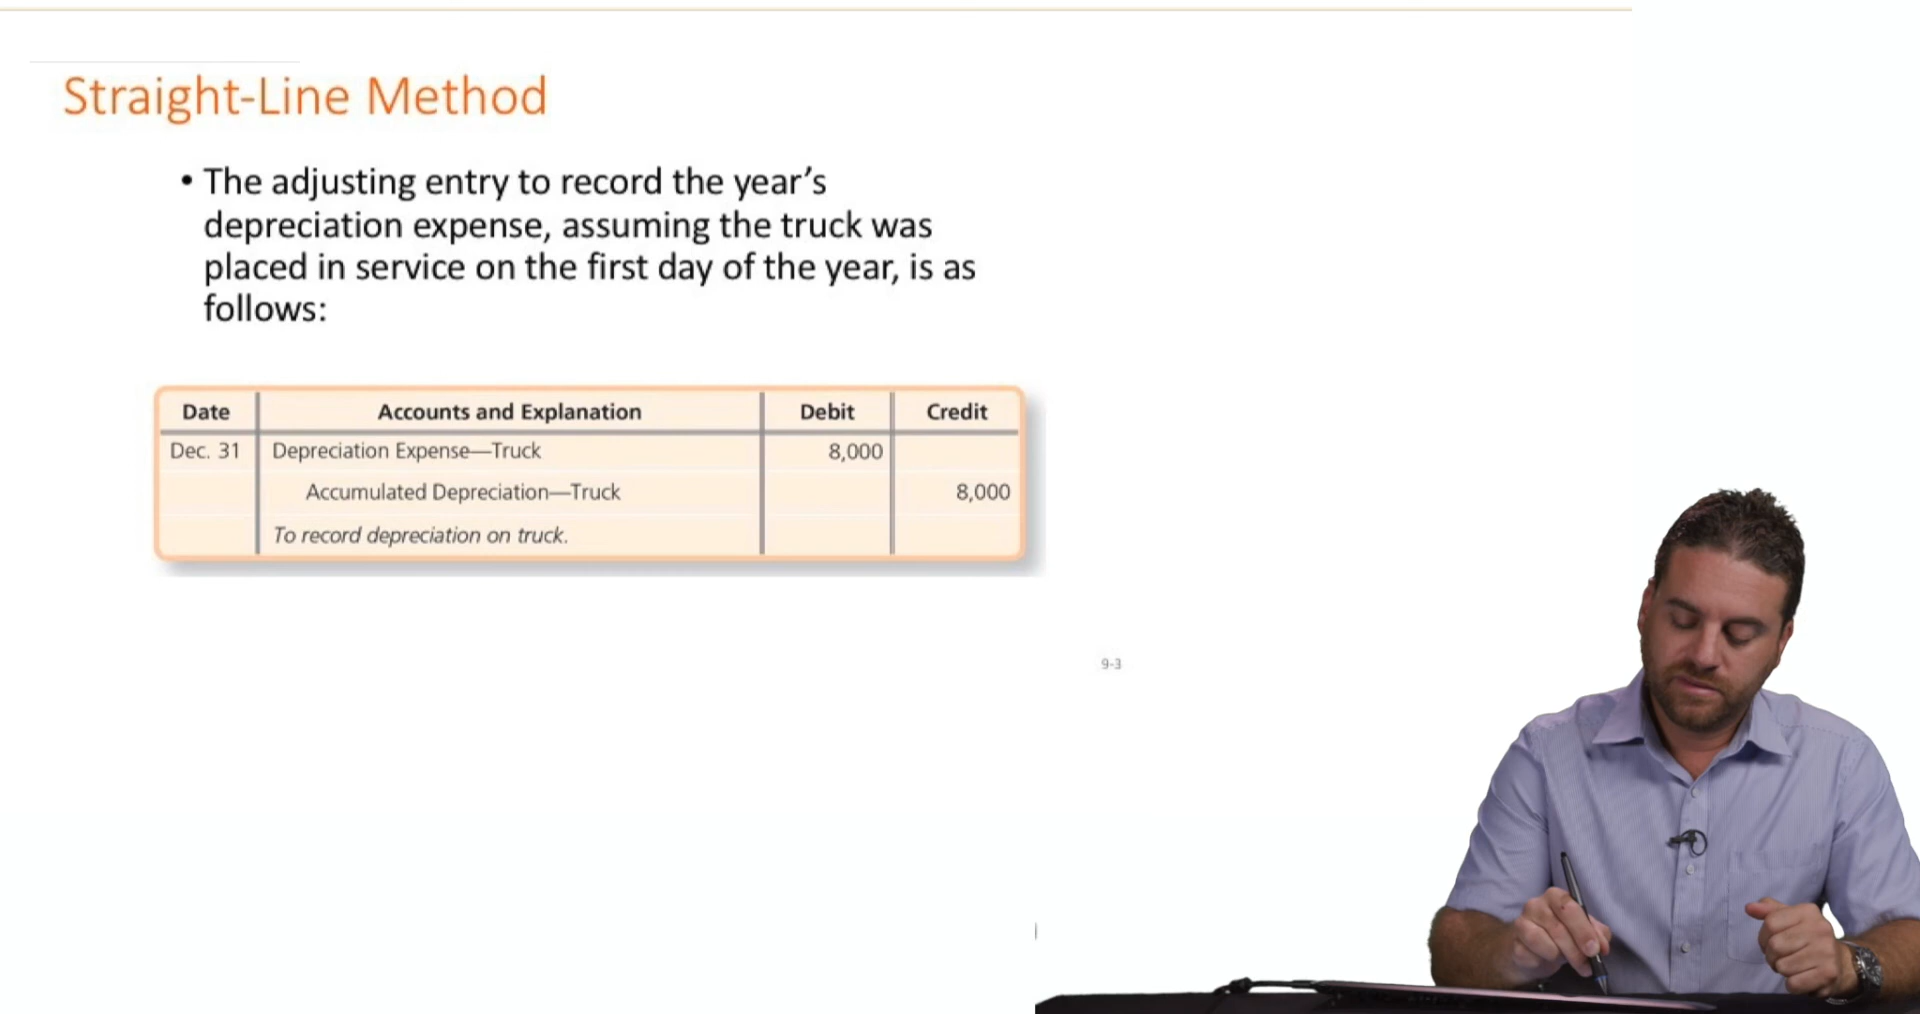 Straight-Line Method
• The adjusting entry to record the year’s
depreciation expense, assuming the truck was
placed in service on the first day of the year, is as
follows:
Date Accounts and Explanation Debit Credit
Dec. 31 Depreciation Expense—Truck 8,000
Accumulated Depreciation—Truck 8,000
To record depreciation on truck.
9-3